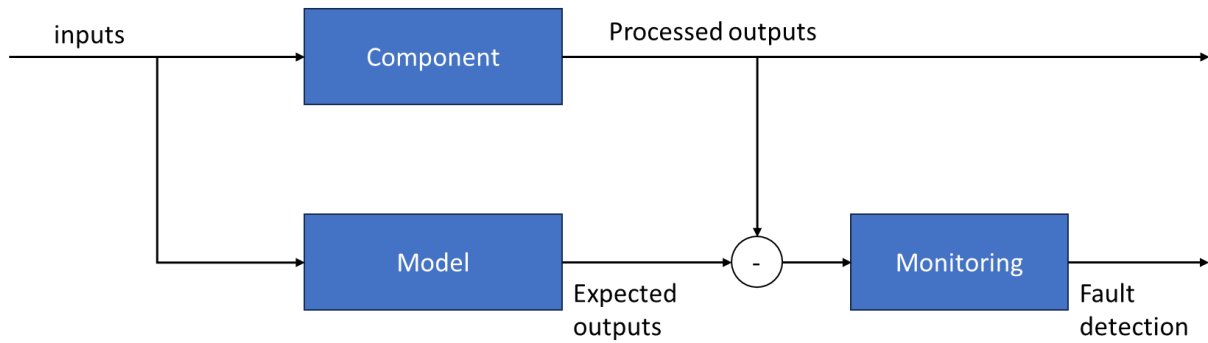 inputs
Component
Processed outputs
Model
Expected
outputs
-
Monitoring
Fault
detection